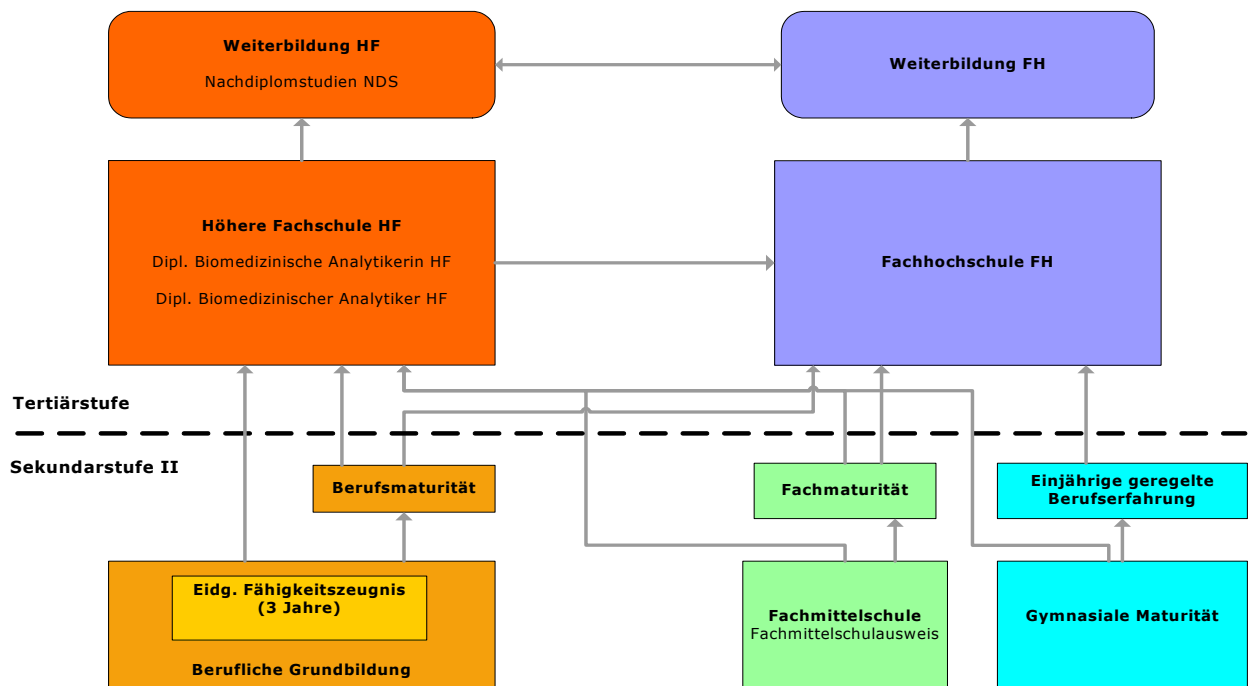 Weiterbildung HF
Nachdiplomstudien NDS
Weiterbildung FH
Höhere Fachschule HF
Dipl. Biomedizinische Analytikerin HF
Dipl. Biomedizinischer Analytiker HF
Fachhochschule FH
Tertiärstufe
Sekundarstufe II
Berufsmaturität
Fachmaturität
Einjährige geregelte
Berufserfahrung
Eidg. Fähigkeitszeugnis
(3 Jahre)
Berufliche Grundbildung
Fachmittelschule
Fachmittelschulausweis
Gymnasiale Maturität